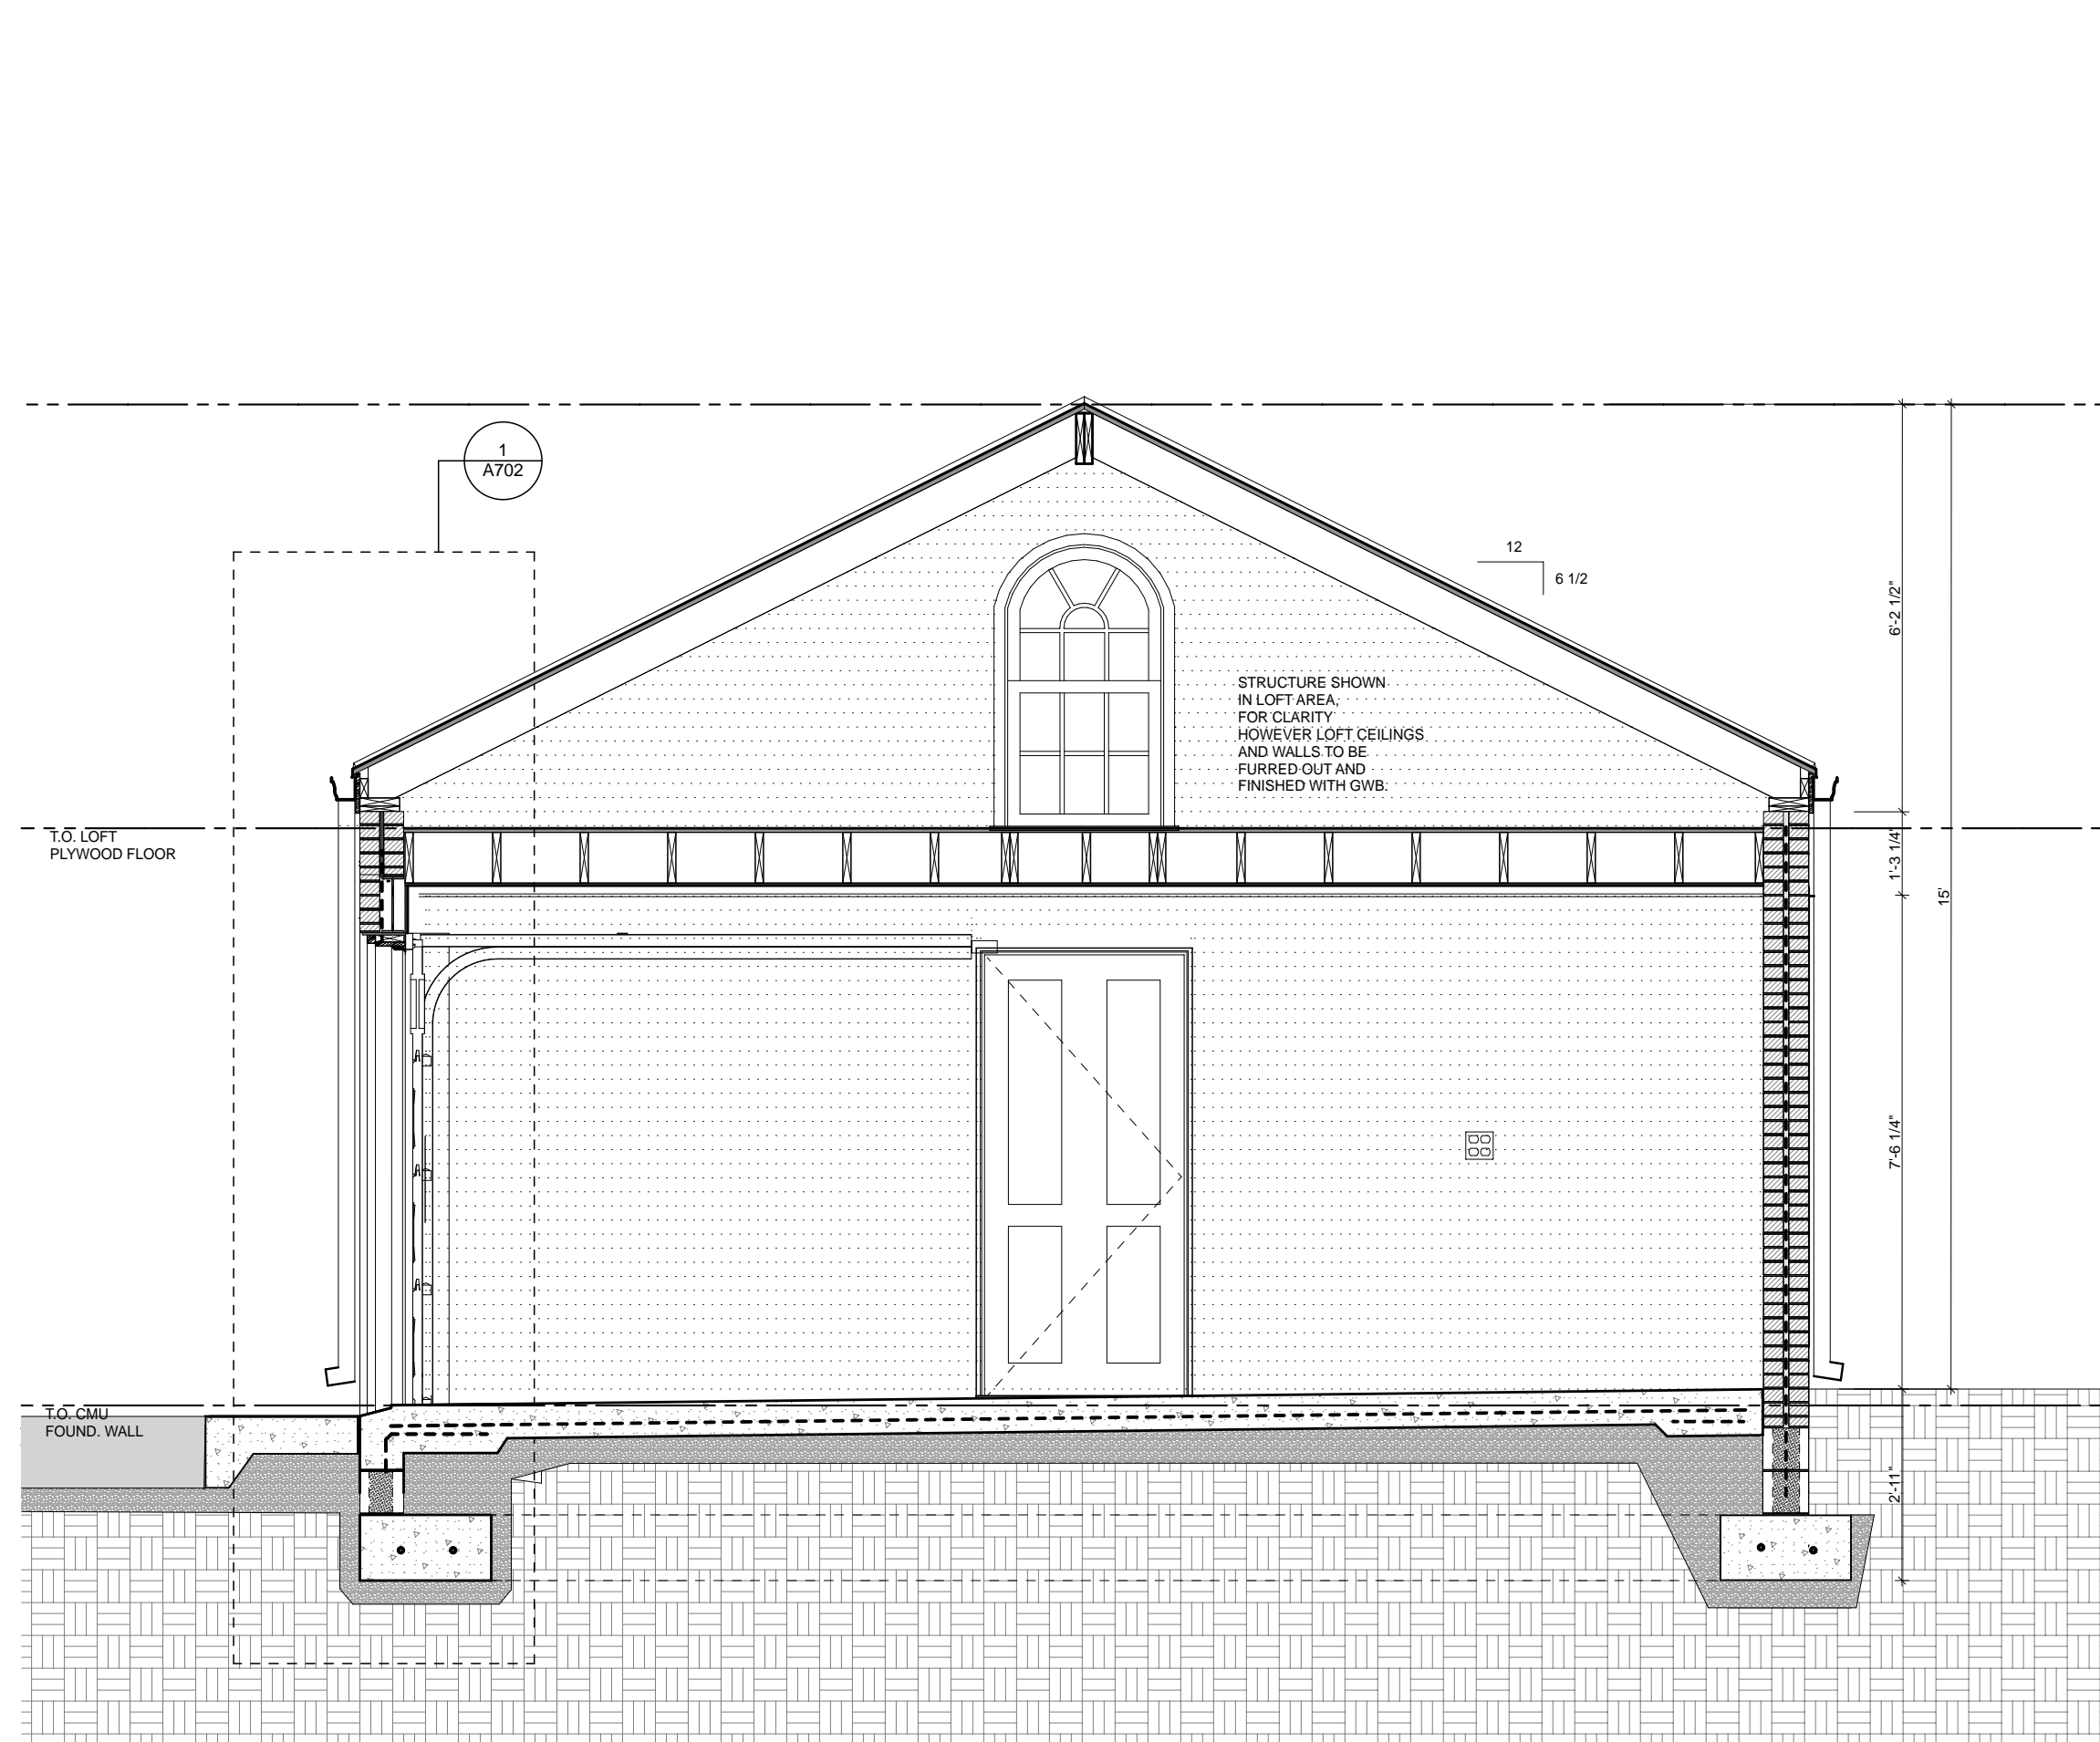 1
A702
12
6 1/2
6'-2 1/2"
STRUCTURE SHOWN
IN LOFT AREA,
FOR CLARITY
HOWEVER LOFT CEILINGS
AND WALLS TO BE
FURRED OUT AND
FINISHED WITH GWB.
T.O. LOFT
PLYWOOD FLOOR
1'-3 1/4"
15'
7'-6 1/4"
T.O. CMU
FOUND. WALL
2'-11"